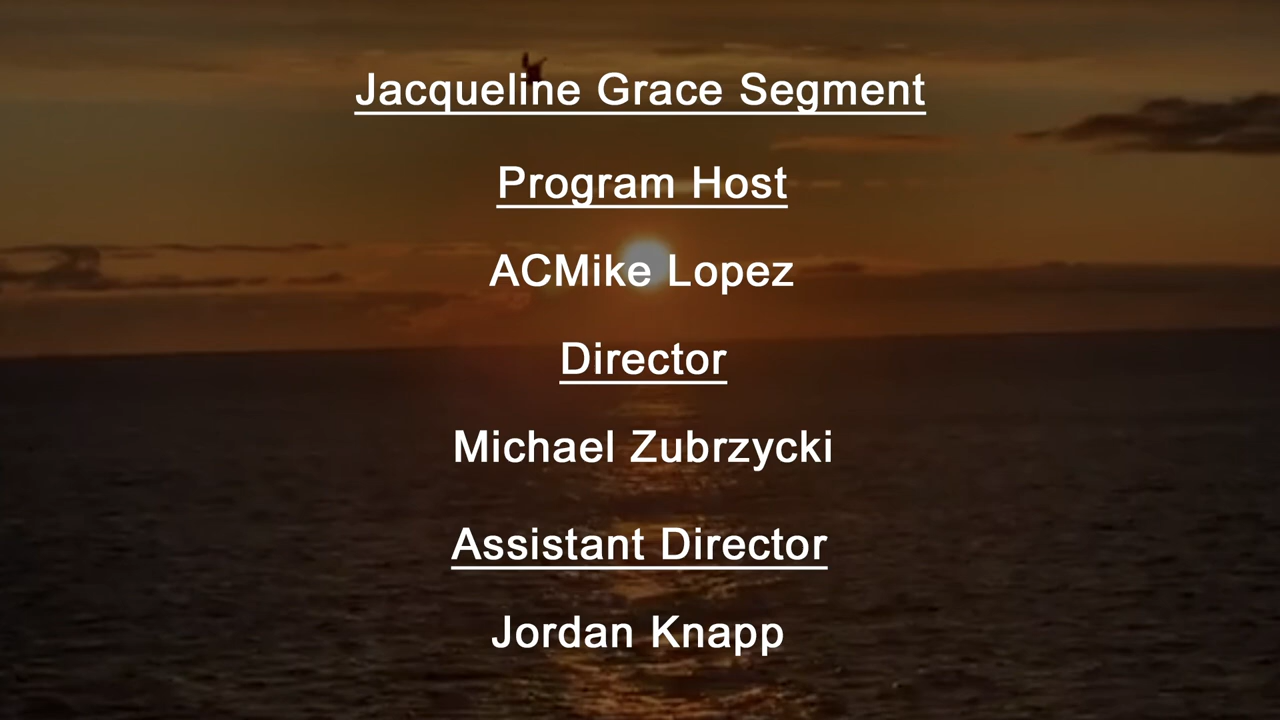 Jacqueline Grace Segment
Program Host
ACMike Lopez
Director
Michael Zubrzycki
Assistant Director
Jordan Knapp